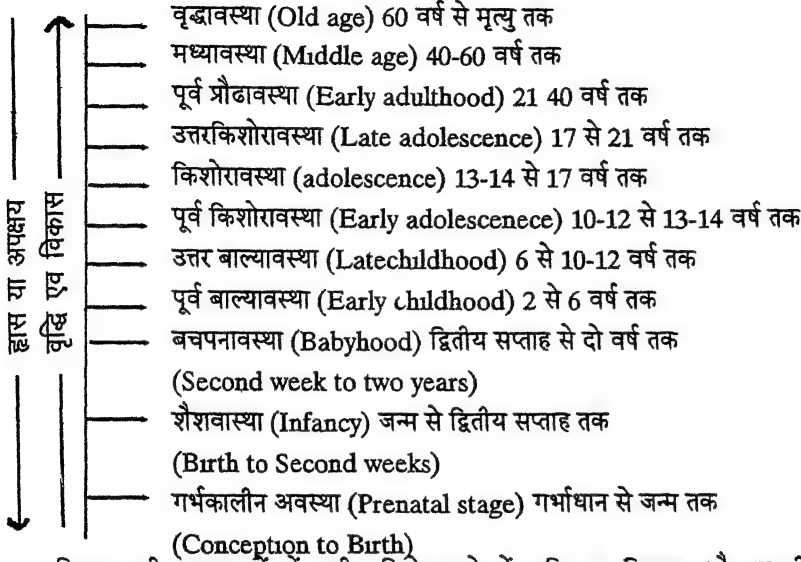 वृद्धावस्था (Old age) 60 वर्ष से मृत्यु तक
मध्यावस्था (Middle age) 40-60 वर्ष तक
पूर्व प्रौढावस्था (Early adulthood) 21 40 वर्ष तक
उत्तरकिशोरावस्था (Late adolescence) 17 से 21 वर्ष तक
किशोरावस्था (adolescence) 13-14 से 17 वर्ष तक
पूर्व किशोरावस्था (Early adolescenece) 10-12 से 13-14 वर्ष तक
उत्तर बाल्यावस्था (Latechildhood) 6 से 10-12 वर्ष तक
पूर्व बाल्यावस्था (Early childhood) 2 से 6 वर्ष तक
बचपनावस्था (Babyhood) द्वितीय सप्ताह से दो वर्ष तक
(Second week to two years)
शैशवास्था (Infancy) जन्म से द्वितीय सप्ताह तक
(Birth to Second weeks)
गर्भकालीन अवस्था (Prenatal stage) गर्भाधान से जन्म तक
(Conception to Birth)
ह्रास या अपक्षय
वृद्धि एव विकास